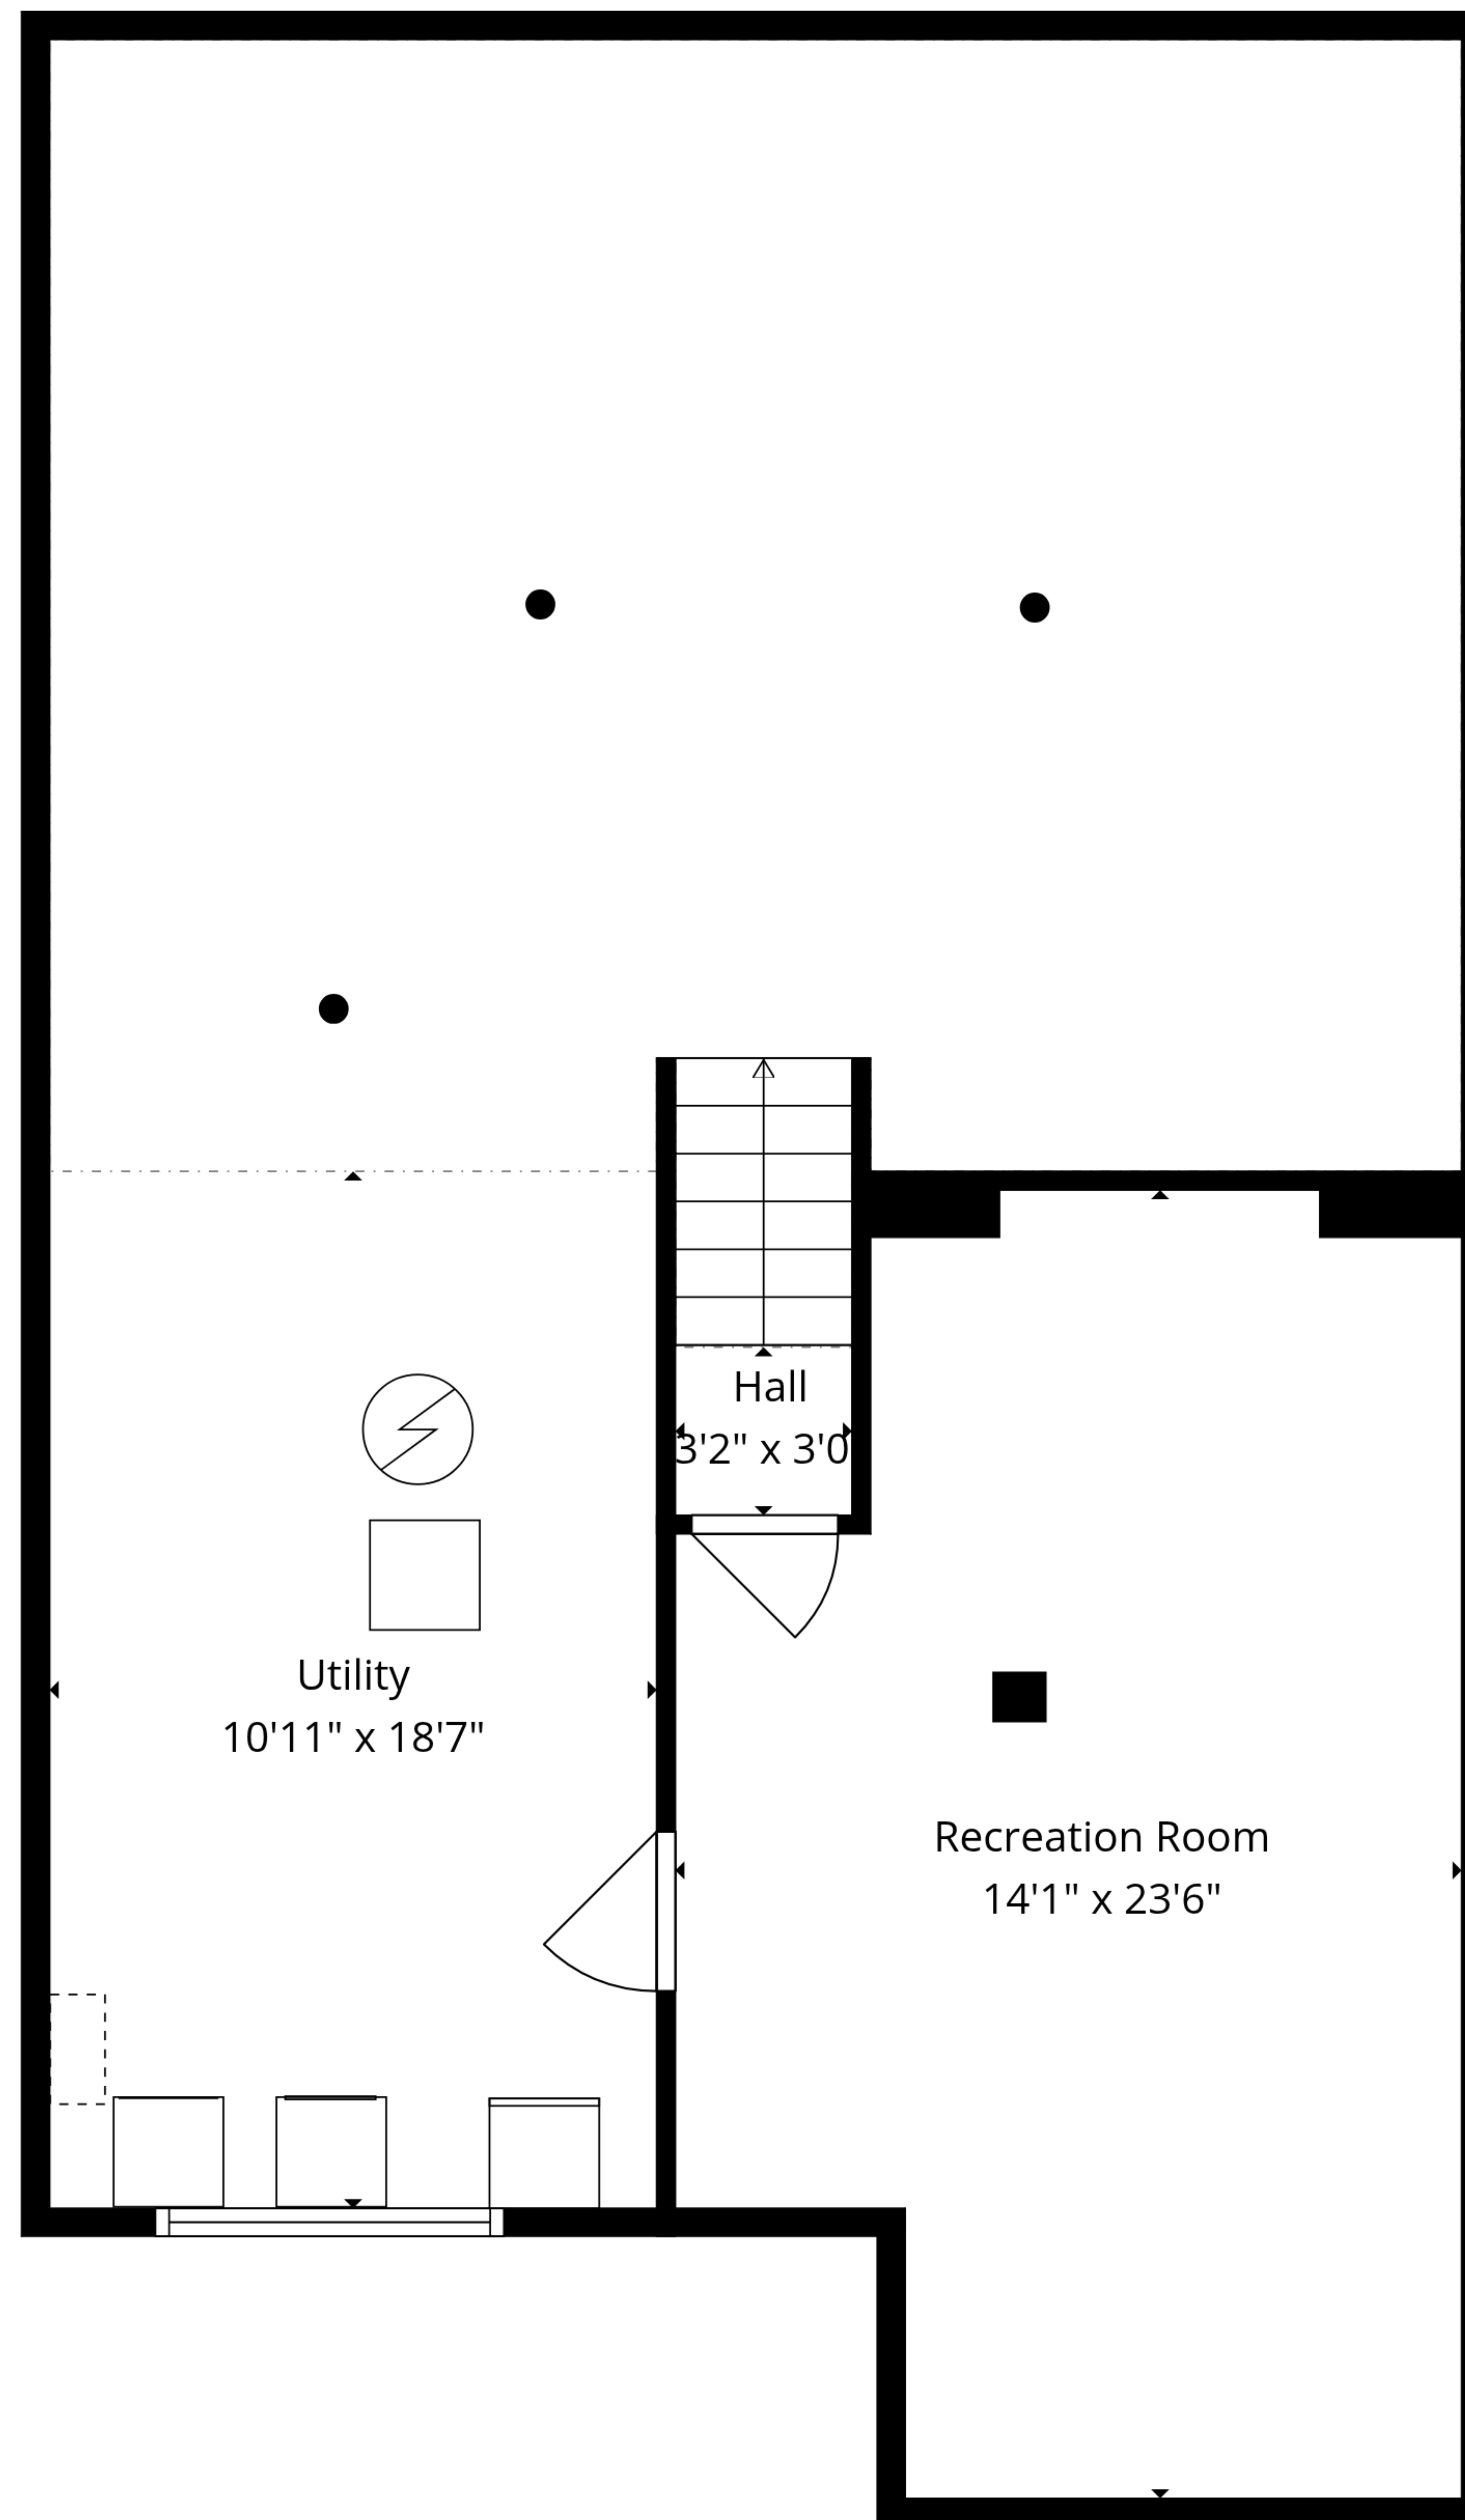 Hall
3'2" x 3'0
Utility
10'11" x 18'7"
Recreation Room
14'1" x 23'6"